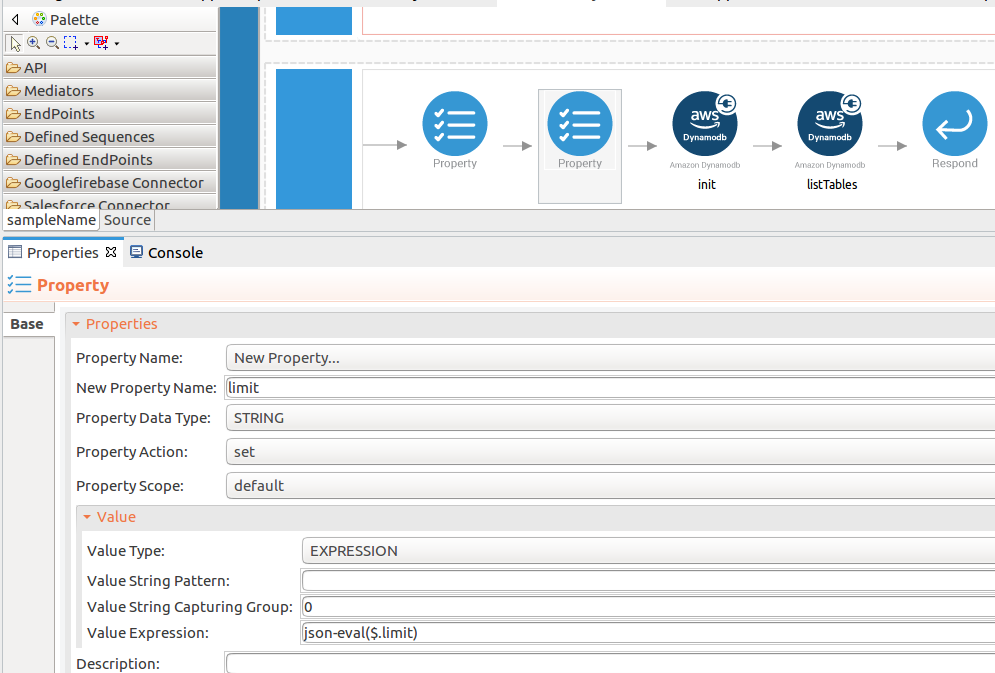 Palette
API
Mediators
EndPoints
Defined Sequences
Defined EndPoints
Googlefirebase Connector
Salesforce Connector
Property
Property
aws
Dynamodb
Amazon Dynamodb
init
aws
Dynamodb
Amazon Dynamodb
listTables
Respond
sampleName Source
Properties Console
Property
Base
Properties
Property Name: New Property...
New Property Name: limit
Property Data Type: STRING
Property Action: set
Property Scope: default
Value
Value Type: EXPRESSION
Value String Pattern:
Value String Capturing Group: 0
Value Expression: json-eval($.limit)
Description: